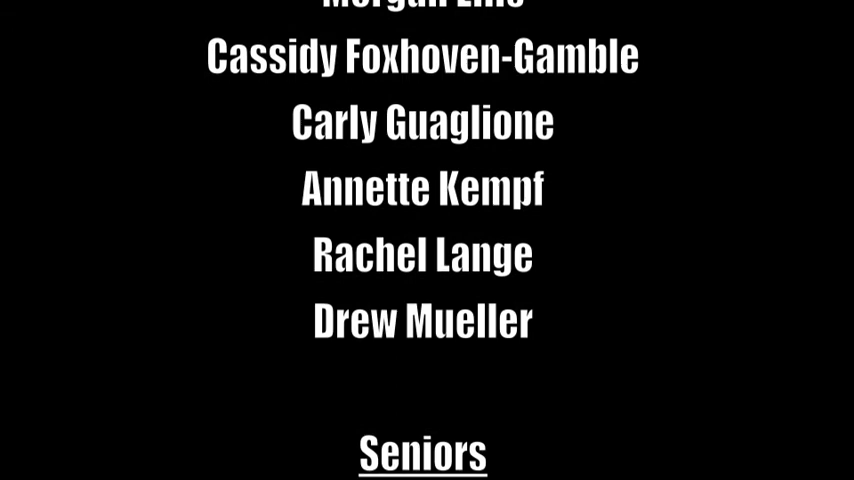 Cassidy Foxhoven-Gamble
Carly Guaglione
Annette Kempf
Rachel Lange
Drew Mueller
Seniors